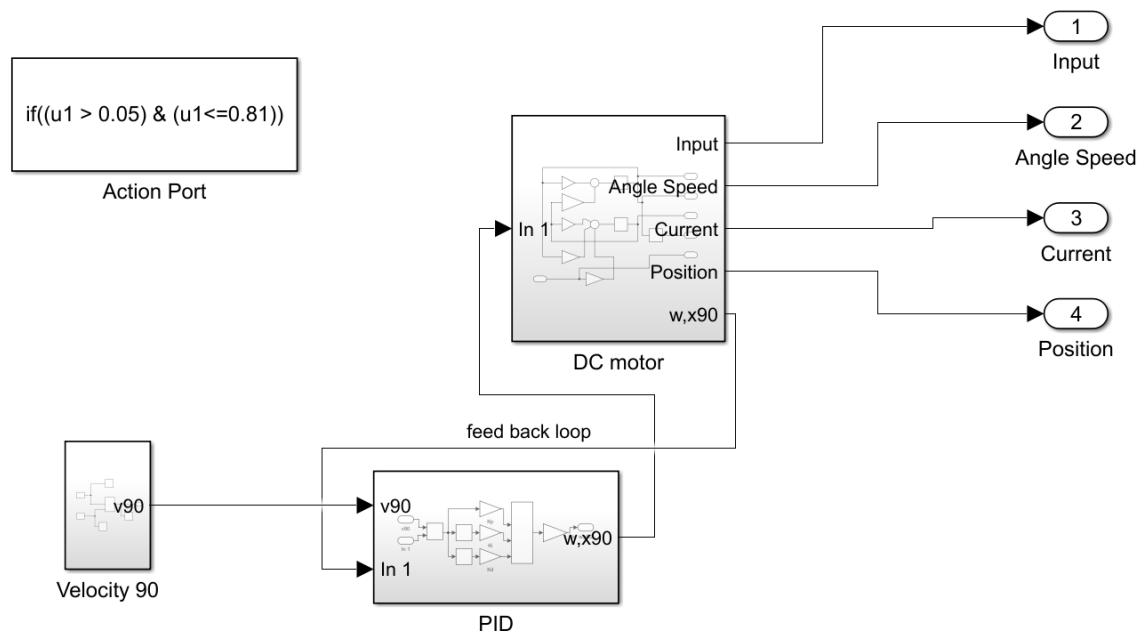 if((u1 > 0.05) & (u1<=0.81))
Action Port
Input
Angle Speed
Current
Position
w,x90
In 1
DC motor
1
Input
2
Angle Speed
3
Current
4
Position
feed back loop
v90
Velocity 90
v90
In 1
w,x90
PID